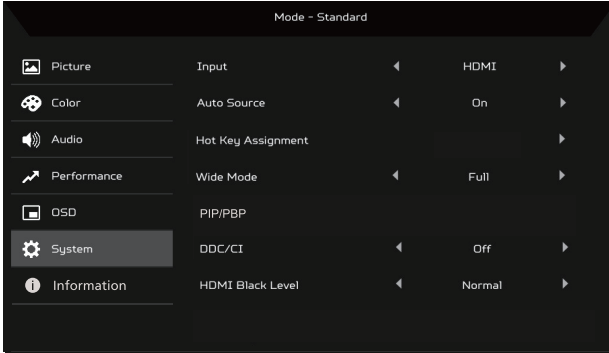 Mode - Standard
Picture
Input HDMI
Color
Auto Source On
Audio
Hot Key Assignment
Performance
Wide Mode Full
OSD
PIP/PBP
System
DDC/CI Off
Information
HDMI Black Level Normal